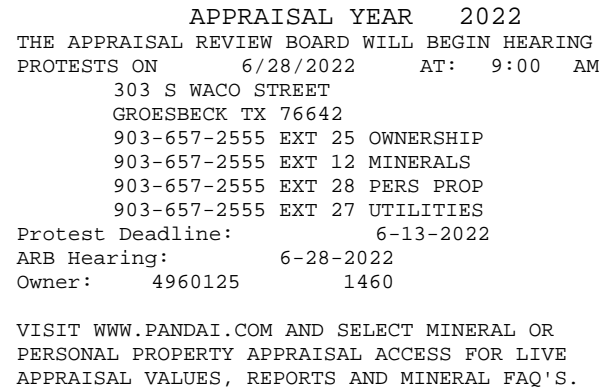 APPRAISAL YEAR 2022
THE APPRAISAL REVIEW BOARD WILL BEGIN HEARING
PROTESTS ON 6/28/2022 AT: 9:00 AM
303 S WACO STREET
GROESBECK TX 76642
903-657-2555 EXT 25 OWNERSHIP
903-657-2555 EXT 12 MINERALS
903-657-2555 EXT 28 PERS PROP
903-657-2555 EXT 27 UTILITIES
Protest Deadline: 6-13-2022
ARB Hearing: 6-28-2022
Owner: 4960125 1460
VISIT WWW.PANDAI.COM AND SELECT MINERAL OR
PERSONAL PROPERTY APPRAISAL ACCESS FOR LIVE
APPRAISAL VALUES, REPORTS AND MINERAL FAQ'S.